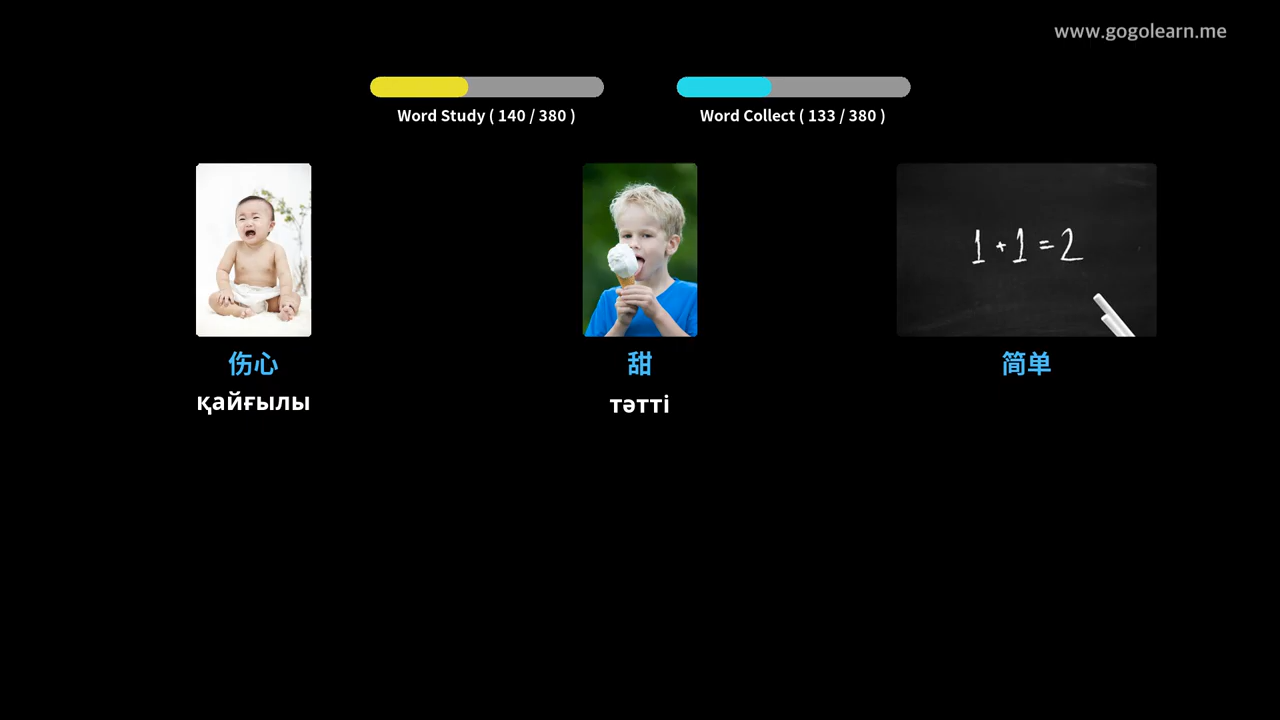 www.gogolearn.me
Word Study ( 140 / 380 )
Word Collect ( 133 / 380 )
1 + 1 = 2
伤心
甜
简单
қайғылы
тәтті